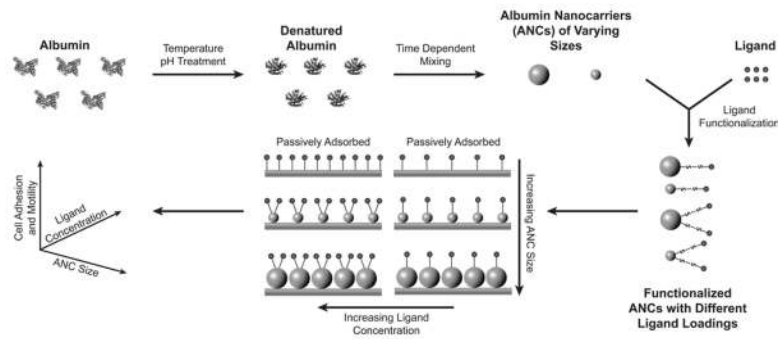 Albumin
Temperature
pH Treatment
Denatured
Albumin
Time Dependent
Mixing
Albumin Nanocarriers
(ANCs) of Varying
Sizes
Ligand
Ligand
Functionalization
Functionalized
ANCs with Different
Ligand Loadings
Passively Adsorbed
Passively Adsorbed
Increasing ANC Size
Increasing Ligand
Concentration
Cell Adhesion
and Motility
Ligand
Concentration
ANC Size